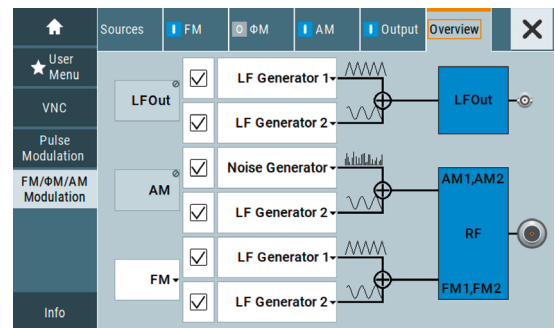 Sources
FM
ΦM
AM
Output
Overview
User
Menu
VNC
Pulse
Modulation
FM/ΦM/AM
Modulation
Info
LFOut
LF Generator 1
LF Generator 2
LFOut
AM
Noise Generator
LF Generator 2
AM1,AM2
RF
FM
LF Generator 1
LF Generator 2
FM1,FM2